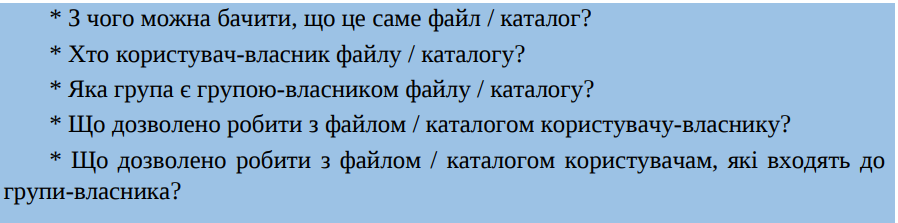 * З чого можна бачити, що це саме файл / каталог?
* Хто користувач-власник файлу / каталогу?
* Яка група є групою-власником файлу / каталогу?
* Що дозволено робити з файлом / каталогом користувачу-власнику?
* Що дозволено робити з файлом / каталогом користувачам, які входять до
групи-власника?